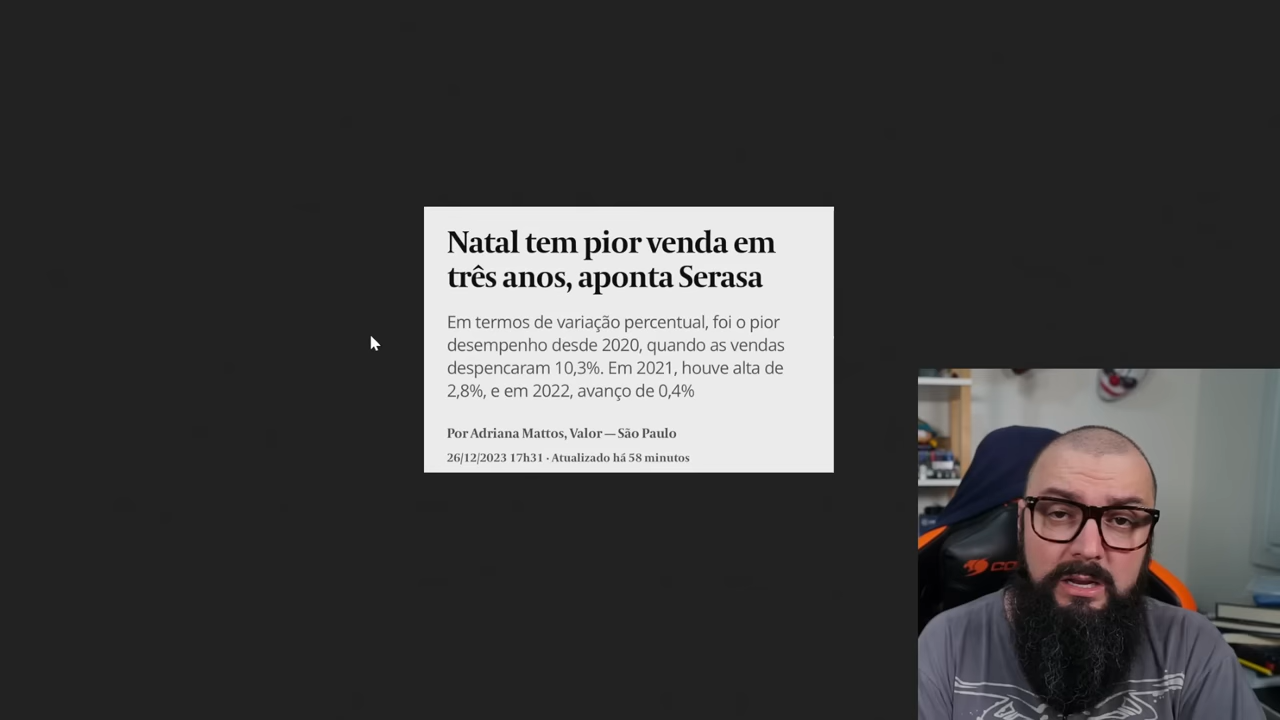 Natal tem pior venda em
três anos, aponta Serasa
Em termos de variação percentual, foi o pior
desempenho desde 2020, quando as vendas
despencaram 10,3%. Em 2021, houve alta de
2,8%, e em 2022, avanço de 0,4%
Por Adriana Mattos, Valor — São Paulo
26/12/2023 17h31 · Atualizado há 58 minutos